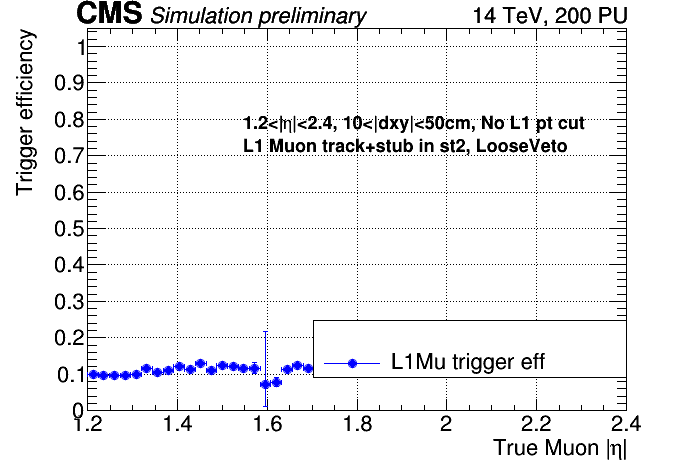 CMS Simulation preliminary 14 TeV, 200 PU
Trigger efficiency
1
0.9
0.8
1.2<|η|<2.4, 10<|dxy|<50cm, No L1 pt cut
0.7
L1 Muon track+stub in st2, LooseVeto
0.6
0.5
0.4
0.3
0.2
L1Mu trigger eff
0.1
0
1.2 1.4 1.6 1.8 2 2.2 2.4
True Muon |η|